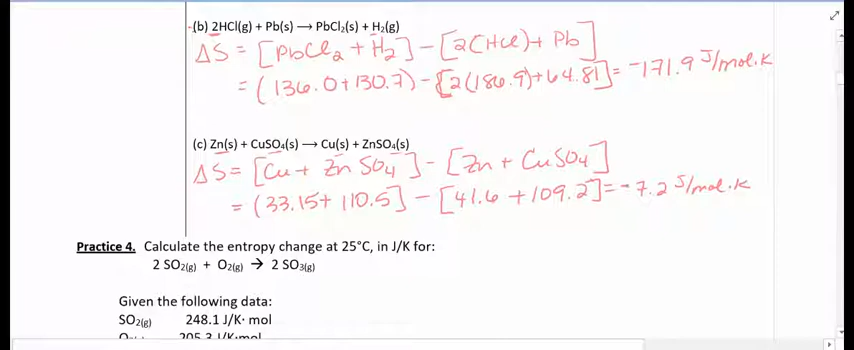 (b) 2HCl(g) + Pb(s) → PbCl₂(s) + H₂(g)
ΔS = [PbCl₂ + H₂] - [2(HCl) + Pb]
= (136.0 + 130.7) - [2(186.9) + 64.81] = -171.9 J/mol·K
(c) Zn(s) + CuSO₄(s) → Cu(s) + ZnSO₄(s)
ΔS = [Cu + ZnSO₄] - [Zn + CuSO₄]
= (33.15 + 110.5] - [41.6 + 109.2] = -7.2 J/mol·K
Practice 4. Calculate the entropy change at 25°C, in J/K for:
2 SO₂(g) + O₂(g) → 2 SO₃(g)
Given the following data:
SO₂(g) 248.1 J/K· mol
205.3 J/K·mol